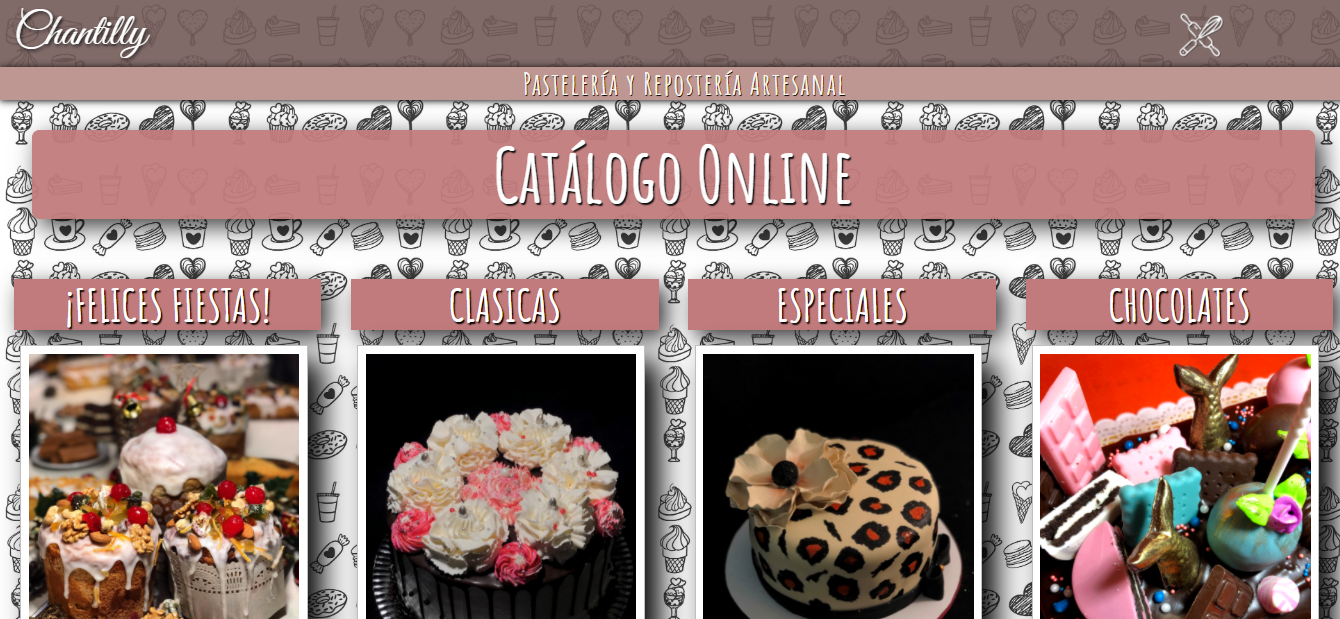 Chantilly
Pastelería y Repostería Artesanal
Catálogo Online
¡FELICES FIESTAS!
CLASICAS
ESPECIALES
CHOCOLATES